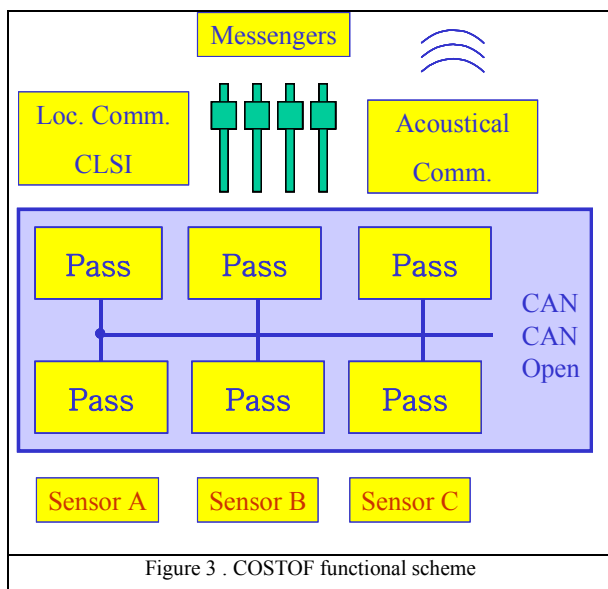 Messengers
Loc. Comm.
CLSI
Acoustical
Comm.
Pass
Pass
Pass
CAN
CAN
Open
Pass
Pass
Pass
Sensor A
Sensor B
Sensor C
Figure 3 . COSTOF functional scheme